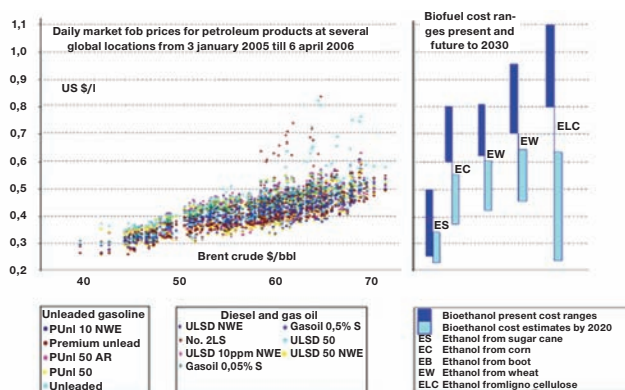 Daily market fob prices for petroleum products at several
global locations from 3 january 2005 till 6 april 2006
US $/l
1,1
1,0
0,9
0,8
0,7
0,6
0,5
0,4
0,3
0,2
Brent crude $/bbl
40
50
60
70
Biofuel cost ran-
ges present and
future to 2030
ES
EC
EW
EW
ELC
Unleaded gasoline
PUnl 10 NWE
Premium unlead
PUnl 50 AR
PUnl 50
Unleaded
Diesel and gas oil
ULSD NWE
No. 2LS
ULSD 10ppm NWE
Gasoil 0,05% S
Gasoil 0,5% S
ULSD 50
ULSD 50 NWE
Bioethanol present cost ranges
Bioethanol cost estimates by 2020
ES Ethanol from sugar cane
EC Ethanol from corn
EB Ethanol from boot
EW Ethanol from wheat
ELC Ethanol fromligno cellulose